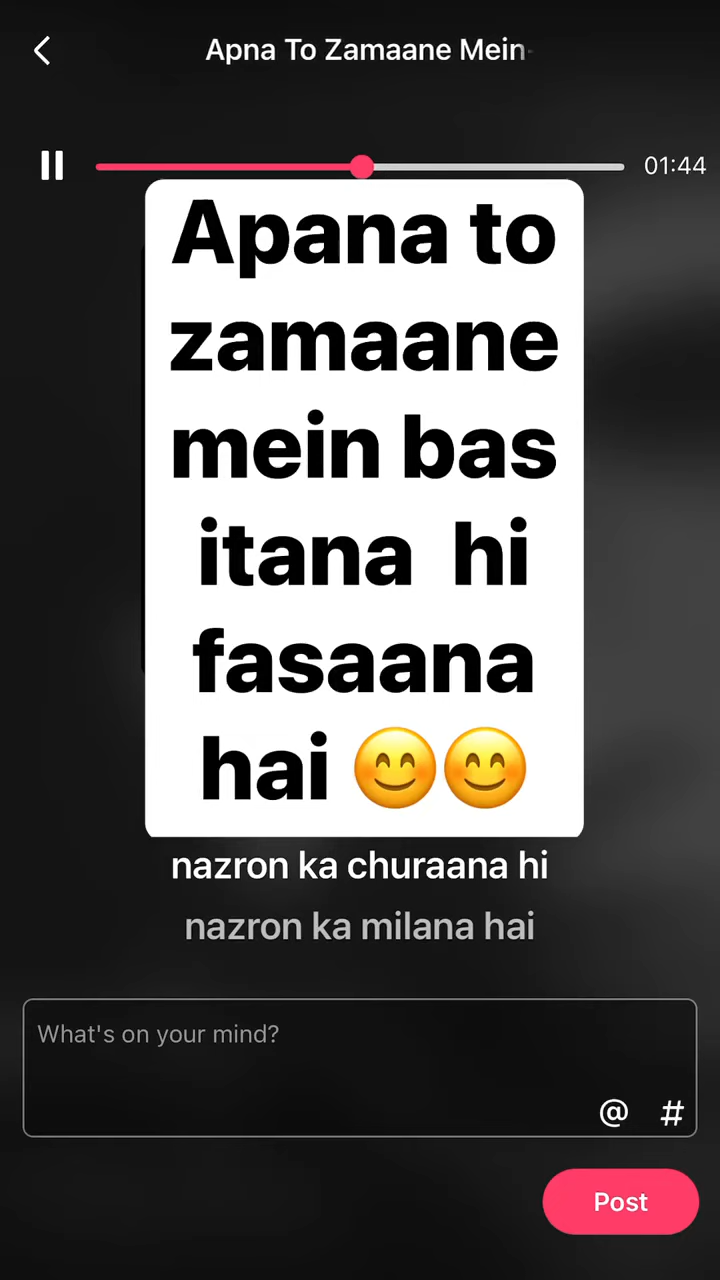 Apna To Zamaane Mein
01:44
Apana to
zamaane
mein bas
itana hi
fasaana
hai 😊😊
nazron ka churaana hi
nazron ka milana hai
What's on your mind?
@ #
Post